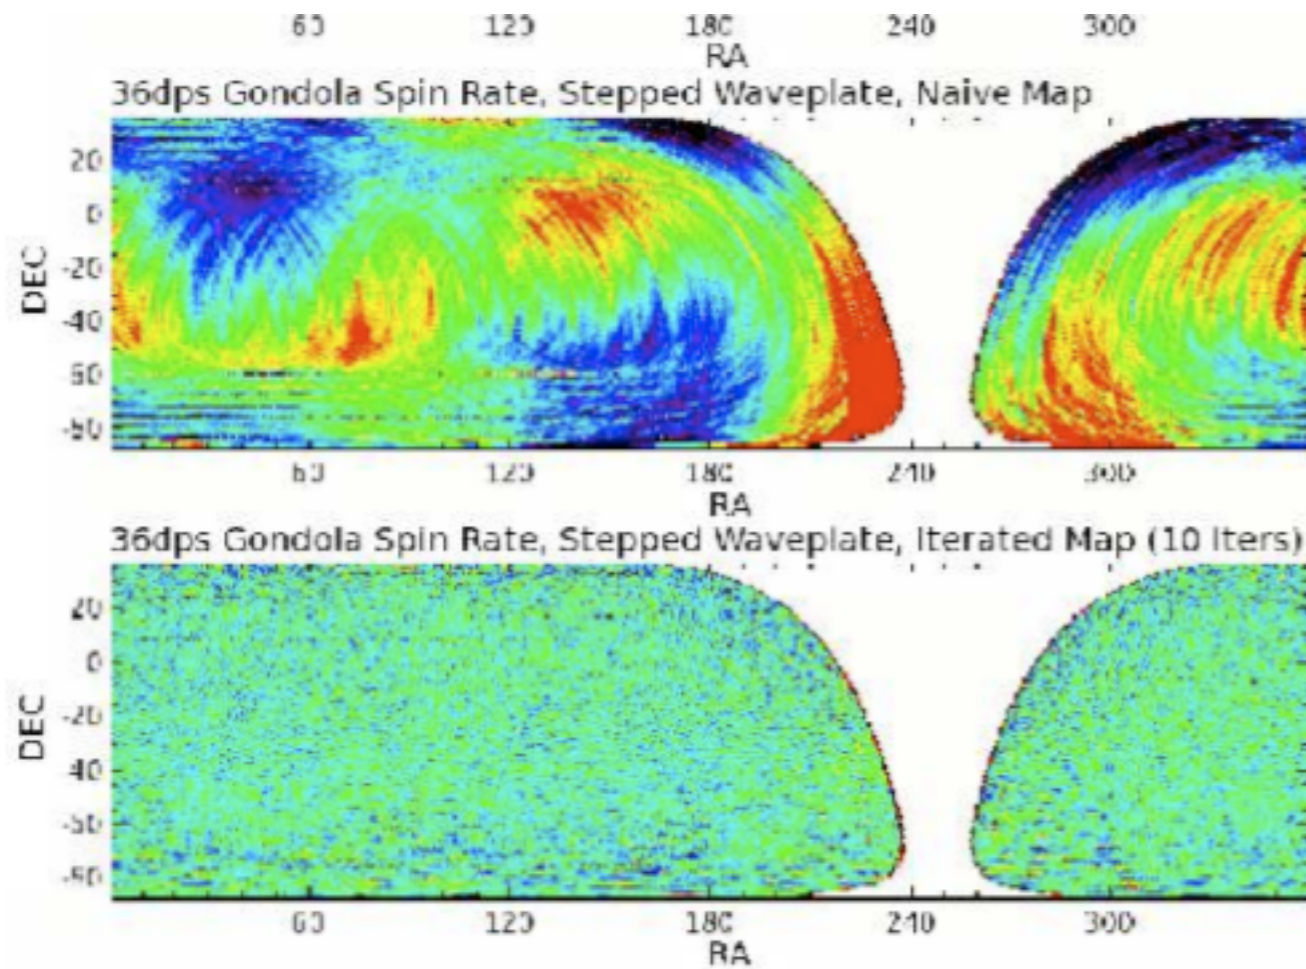 60 120 180 240 300
RA
36dps Gondola Spin Rate, Stepped Waveplate, Naive Map
20
0
-20
-40
DEC
60 120 180 240 300
RA
36dps Gondola Spin Rate, Stepped Waveplate, Iterated Map (10 Iters)
20
0
-20
-40
DEC
60 120 180 240 300
RA